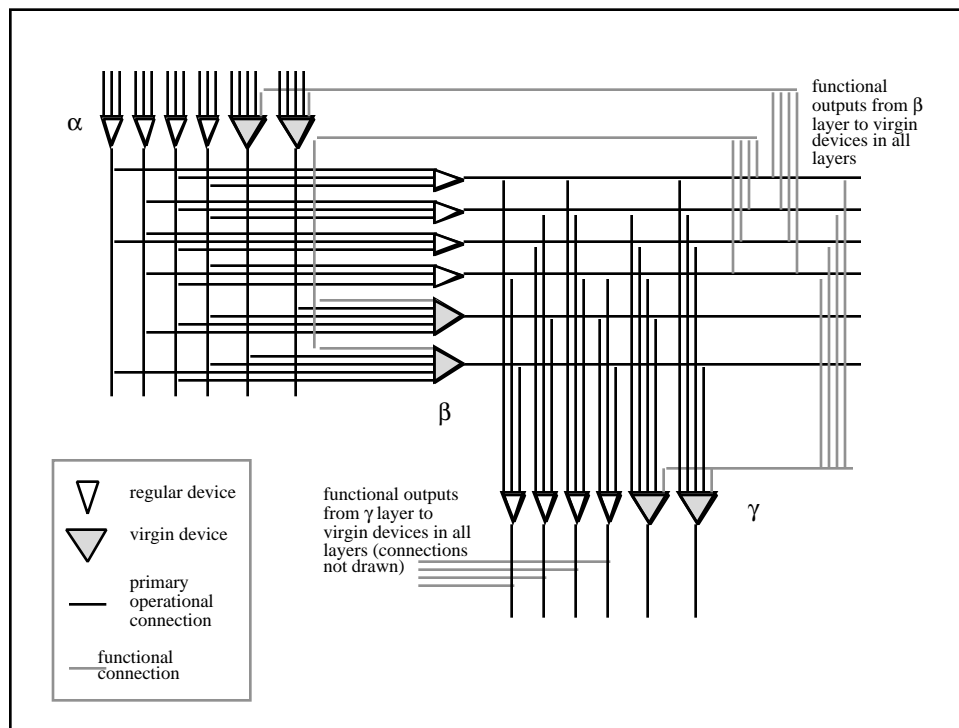 α
functional
outputs from β
layer to virgin
devices in all
layers
β
γ
functional outputs
from γ layer to
virgin devices in all
layers (connections
not drawn)
regular device
virgin device
primary
operational
connection
functional
connection